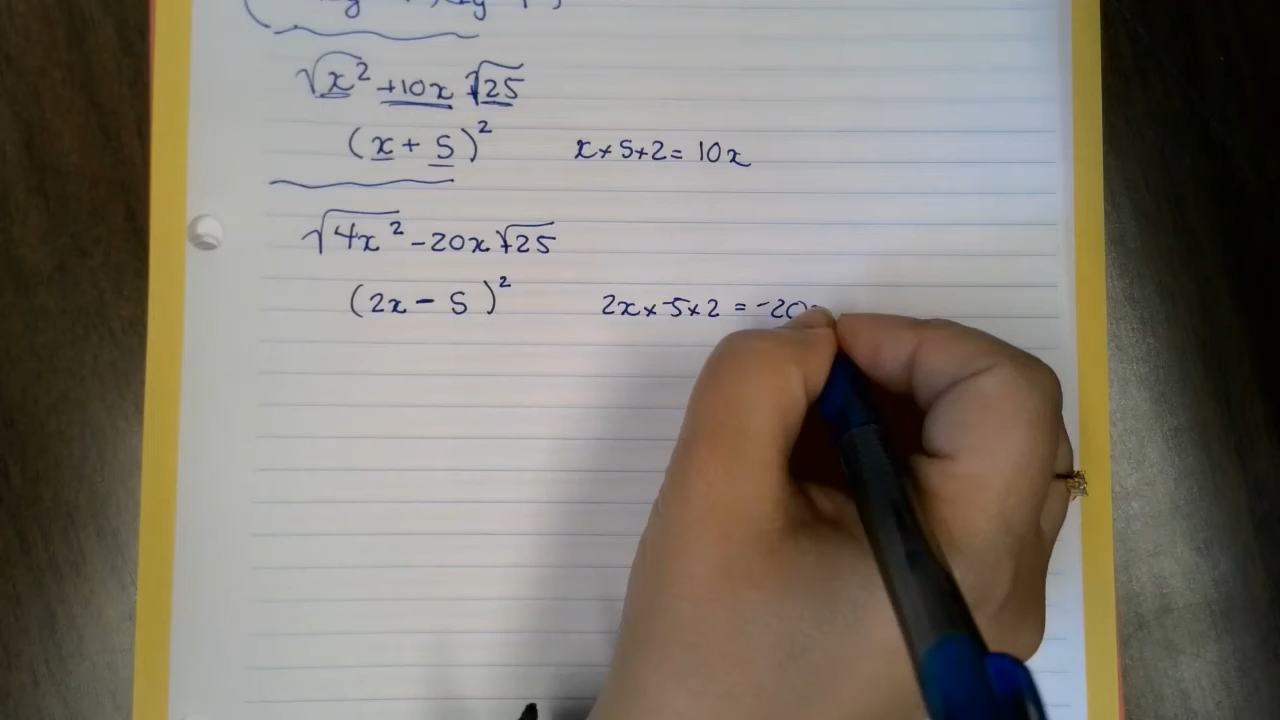 √x² +10x √25
(x + 5)² x × 5 × 2 = 10x
√4x² - 20x √25
(2x - 5)² 2x × -5 × 2 = -20